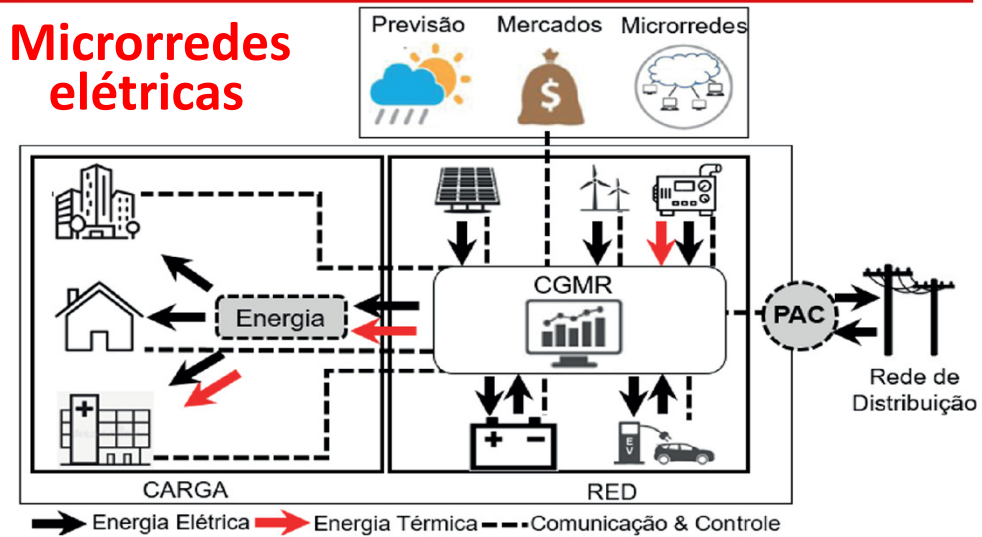 Microrredes
elétricas
Previsão
Mercados
Microrredes
$
CGMR
Energia
PAC
Rede de
Distribuição
+ −
EV
+
CARGA
RED
Energia Elétrica
Energia Térmica
Comunicação & Controle